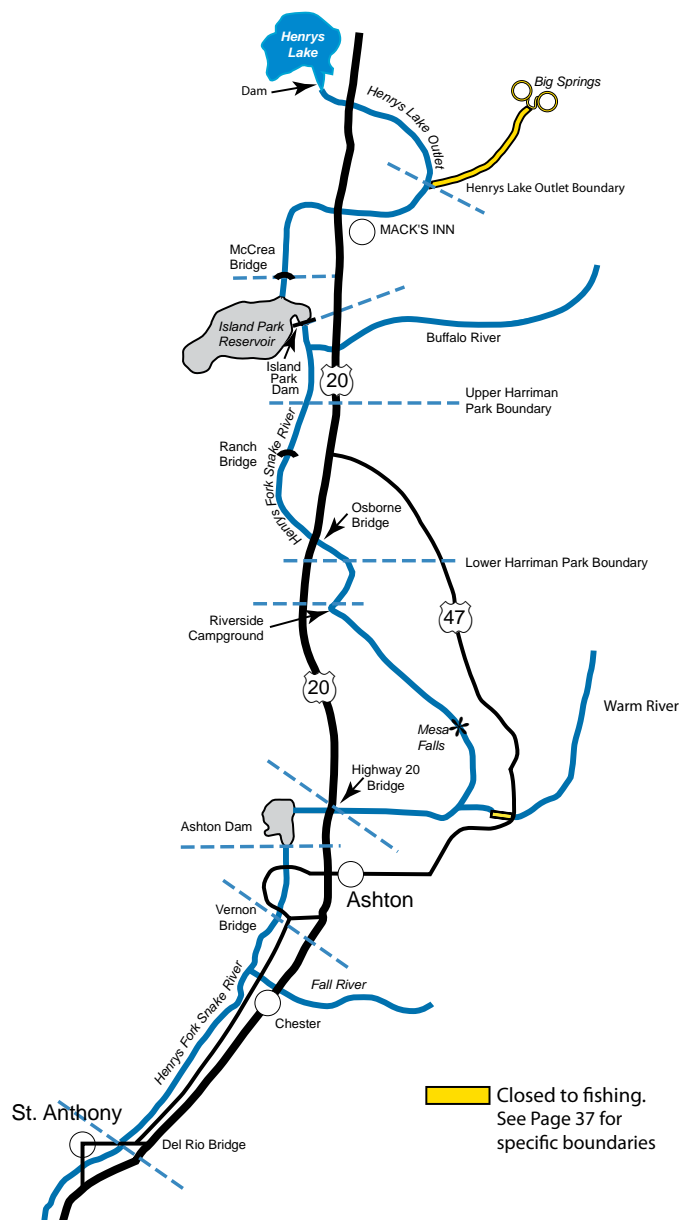 Henrys
Lake
Dam
Henrys Lake Outlet
Big Springs
Henrys Lake Outlet Boundary
MACK'S INN
McCrea
Bridge
Island Park
Reservoir
Buffalo River
Island
Park
Dam
20
Upper Harriman
Park Boundary
Henrys Fork Snake River
Ranch
Bridge
Osborne
Bridge
Lower Harriman Park Boundary
Riverside
Campground
47
20
Warm River
Mesa
Falls
Highway 20
Bridge
Ashton Dam
Ashton
Vernon
Bridge
Henrys Fork Snake River
Fall River
Chester
Closed to fishing.
See Page 37 for
specific boundaries
St. Anthony
Del Rio Bridge